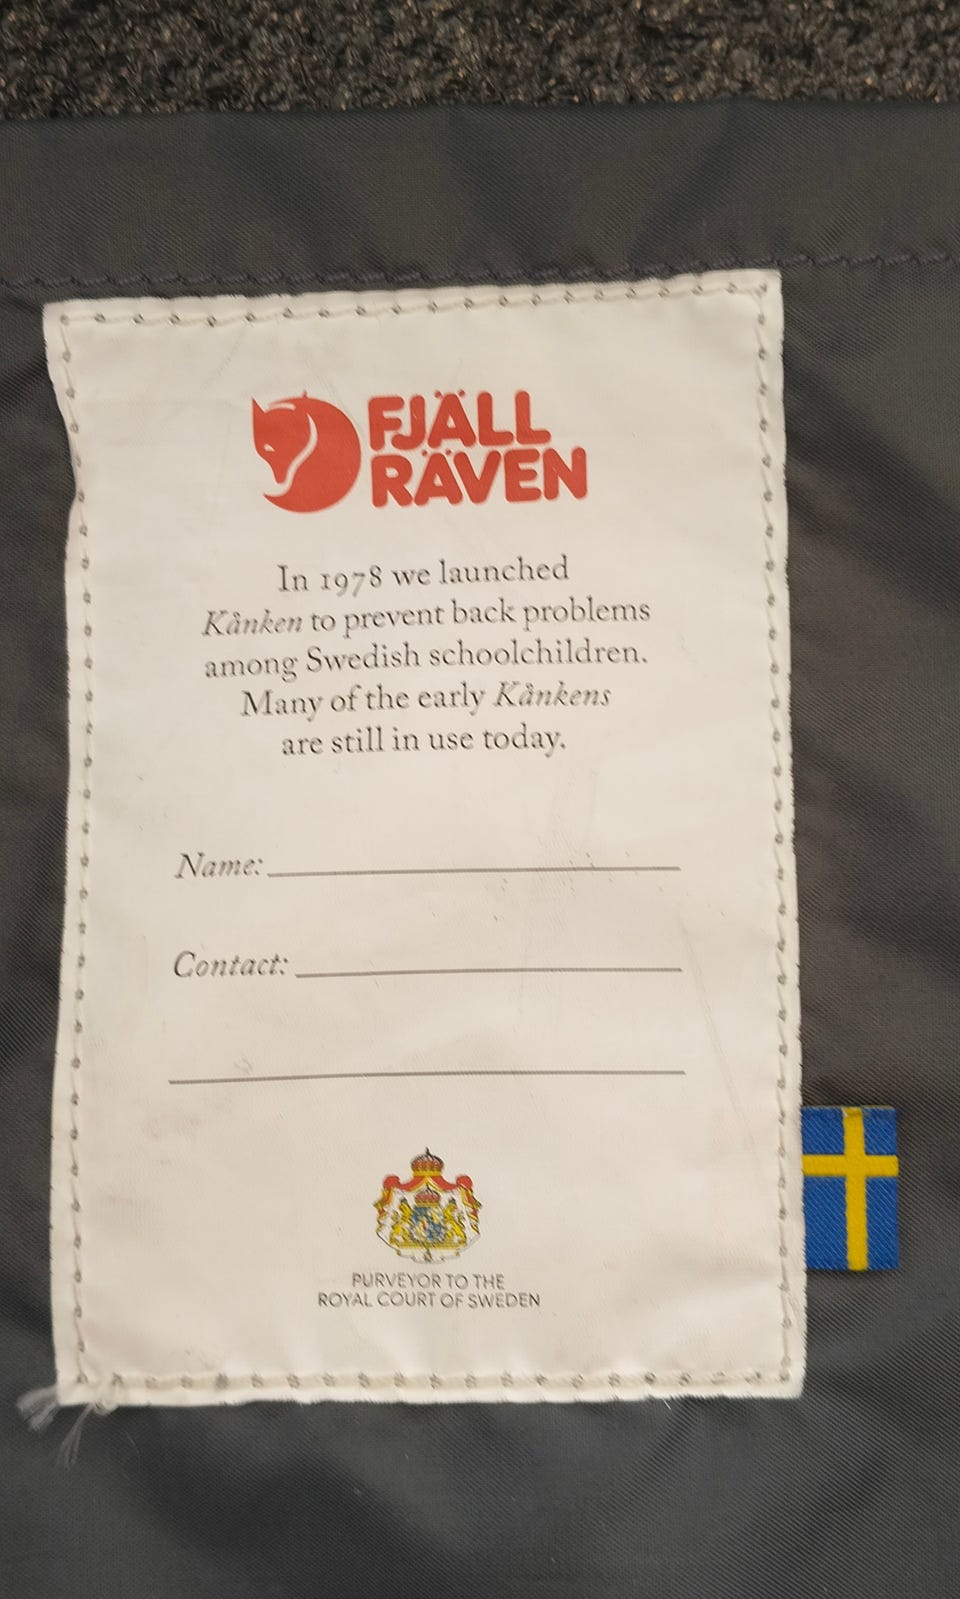 FJÄLL
RÄVEN
In 1978 we launched
Kånken to prevent back problems
among Swedish schoolchildren.
Many of the early Kånkens
are still in use today.
Name:
Contact:
PURVEYOR TO THE
ROYAL COURT OF SWEDEN